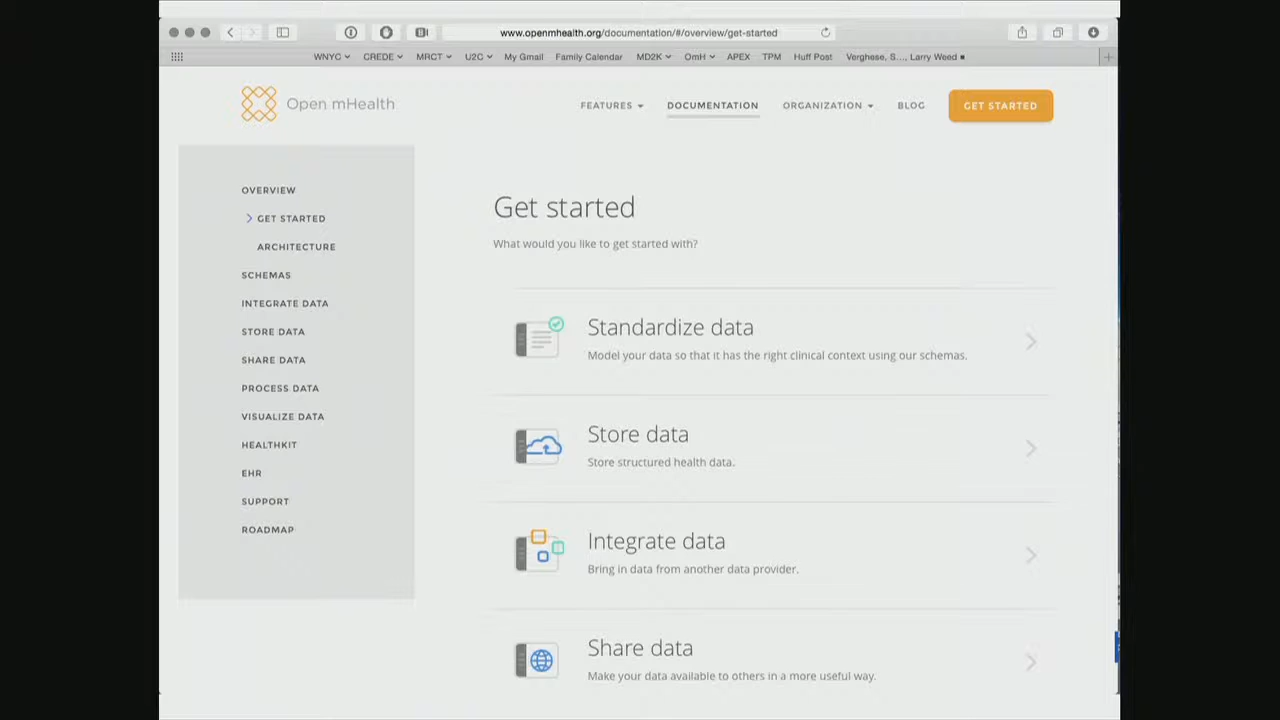 www.openmhealth.org/documentation/#/overview/get-started
WNYC CREDE MRCT U2C My Gmail Family Calendar MD2K OmH APEX TPM Huff Post Verghese, S..., Larry Weed
Open mHealth
FEATURES DOCUMENTATION ORGANIZATION BLOG GET STARTED
OVERVIEW
GET STARTED
ARCHITECTURE
SCHEMAS
INTEGRATE DATA
STORE DATA
SHARE DATA
PROCESS DATA
VISUALIZE DATA
HEALTHKIT
EHR
SUPPORT
ROADMAP
Get started
What would you like to get started with?
Standardize data
Model your data so that it has the right clinical context using our schemas.
Store data
Store structured health data.
Integrate data
Bring in data from another data provider.
Share data
Make your data available to others in a more useful way.